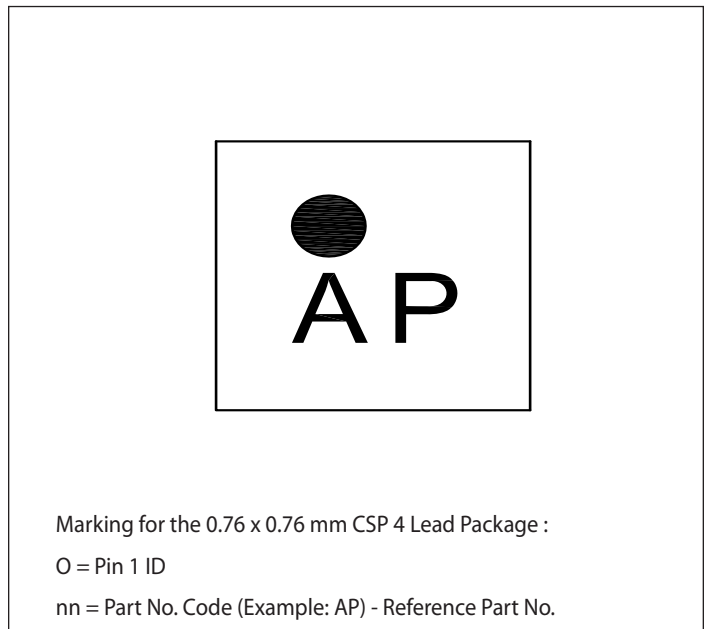 AP
Marking for the 0.76 x 0.76 mm CSP 4 Lead Package :
O = Pin 1 ID
nn = Part No. Code (Example: AP) - Reference Part No.